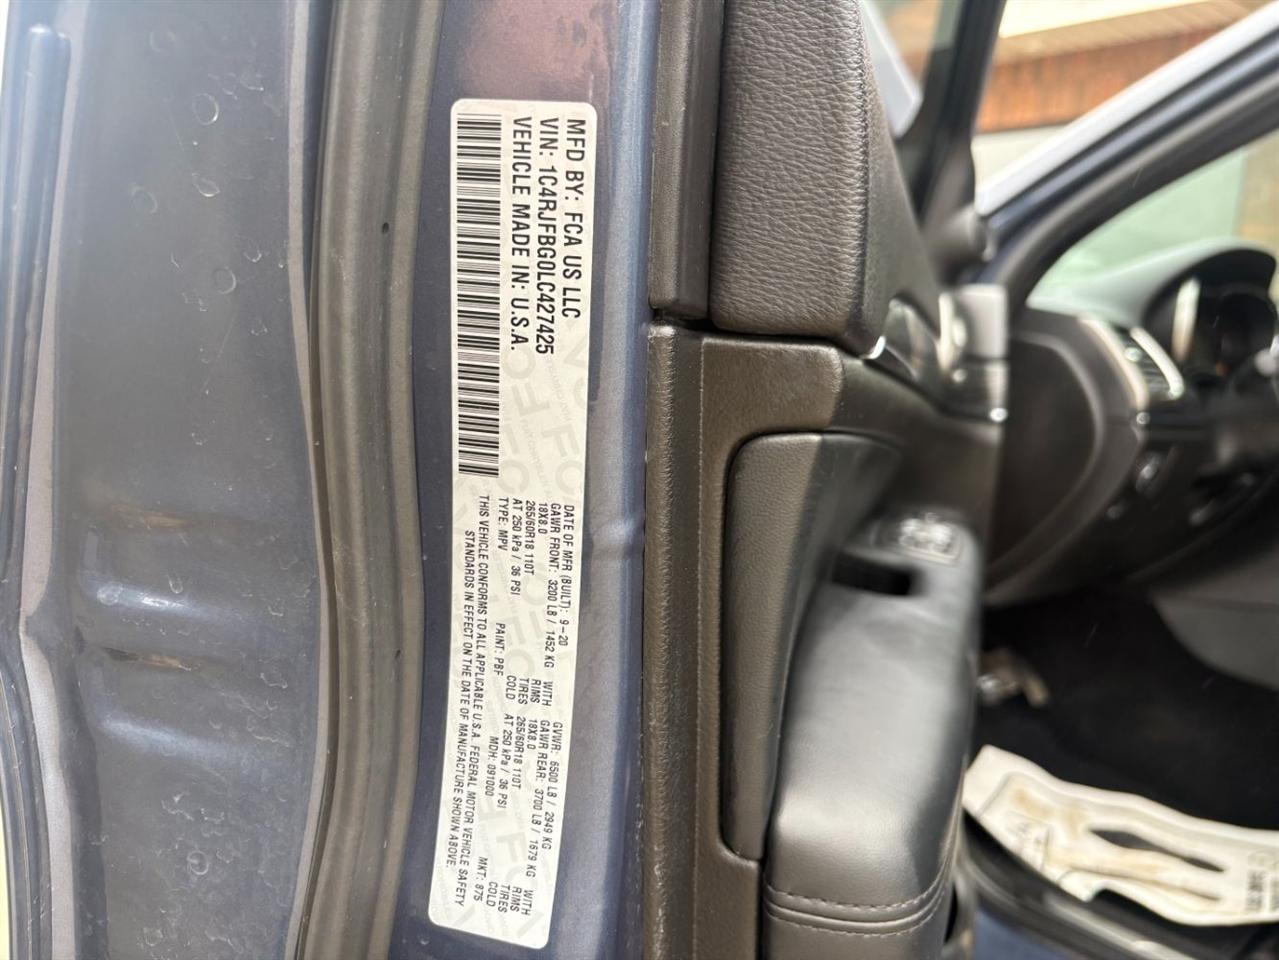 MFD BY: FCA US LLC
VIN: 1C4RJFBG0LC427425
VEHICLE MADE IN: U.S.A.
DATE OF MFR (BUILT): 9-20 GVWR: 6500 LB / 2949 KG
GAWR FRONT: 3200 LB / 1452 KG WITH GAWR REAR: 3700 LB / 1679 KG WITH
18X8.0 RIMS 18X8.0 RIMS
265/60R18 110T TIRES 265/60R18 110T TIRES
AT 250 kPa / 36 PSI COLD AT 250 kPa / 36 PSI COLD
TYPE: MPV PAINT: PBF MDH: 091000 MKT: 875
THIS VEHICLE CONFORMS TO ALL APPLICABLE U.S.A. FEDERAL MOTOR VEHICLE SAFETY
STANDARDS IN EFFECT ON THE DATE OF MANUFACTURE SHOWN ABOVE.